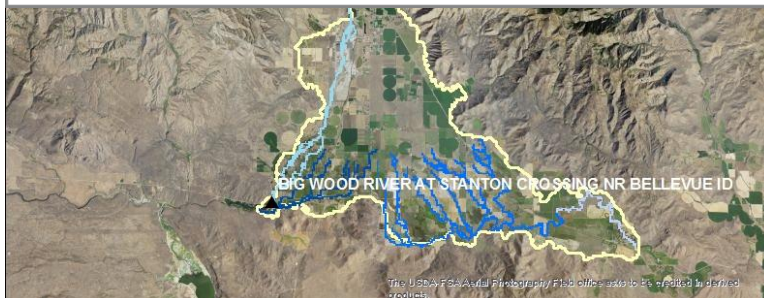 BIG WOOD RIVER AT STANTON CROSSING NR BELLEVUE ID
The USDA-FSA Aerial Photography Field office asks to be credited in derived
products.